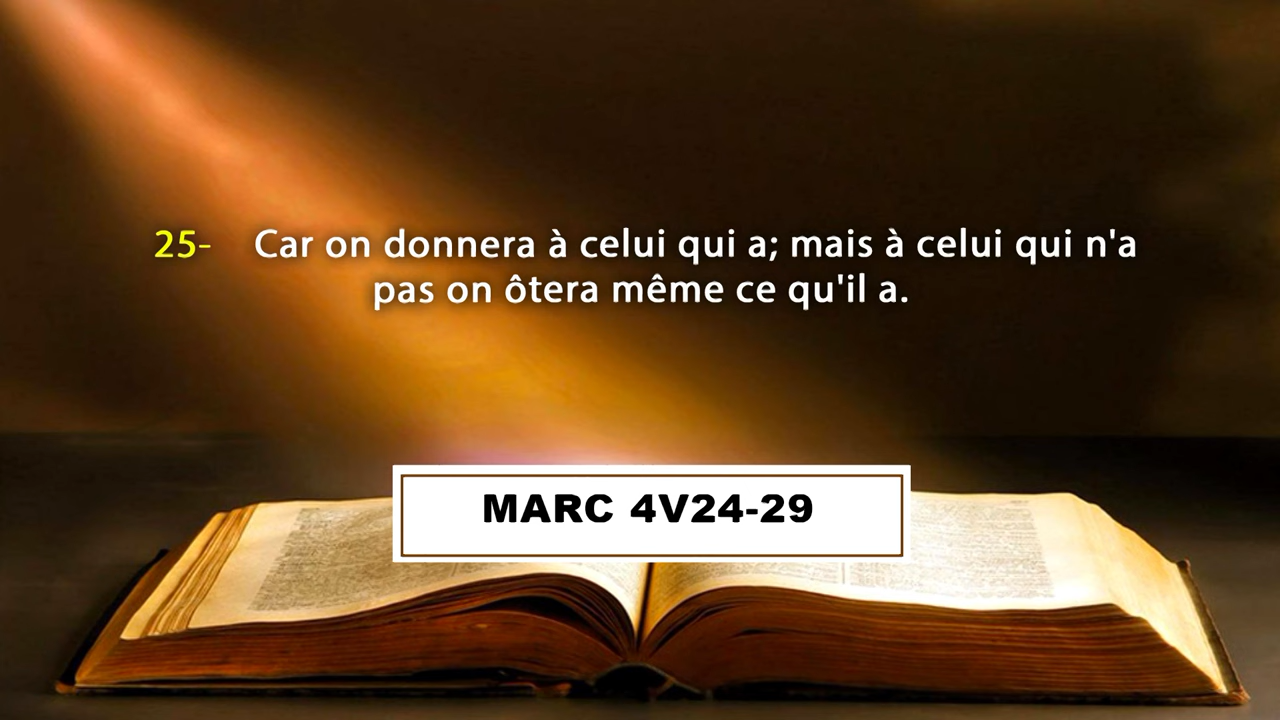 25- Car on donnera à celui qui a; mais à celui qui n'a
pas on ôtera même ce qu'il a.
MARC 4V24-29